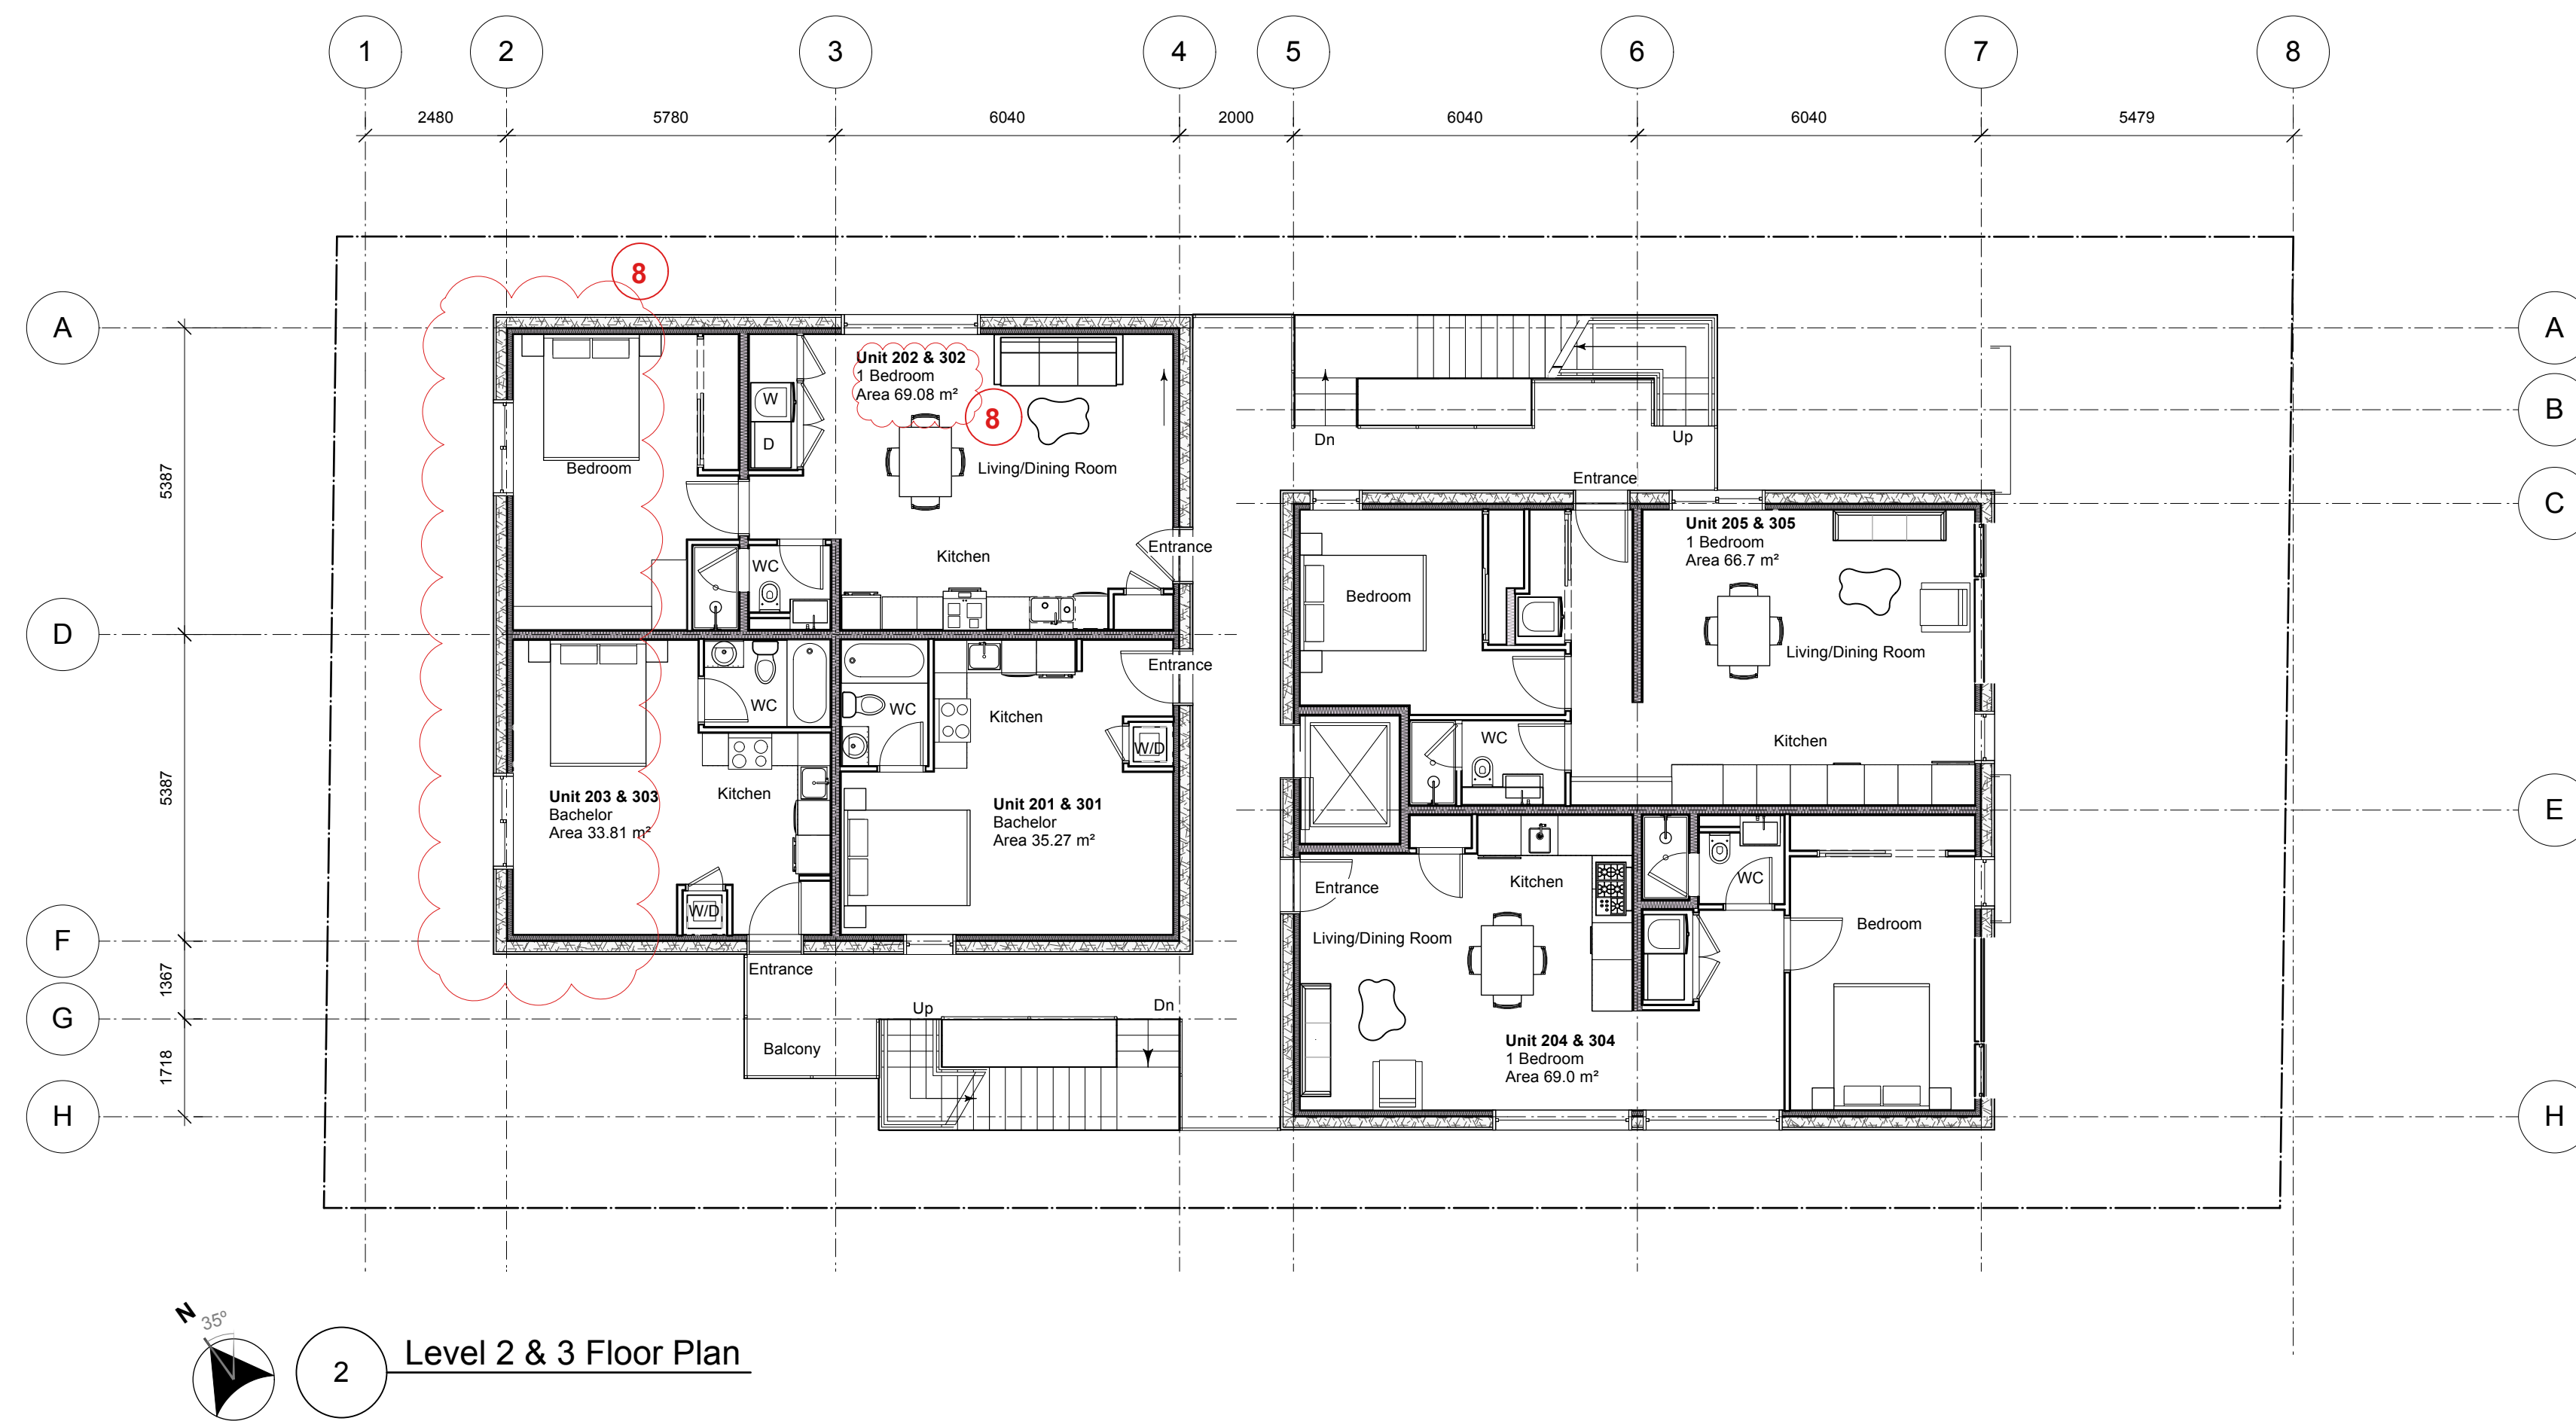 1 2 3 4 5 6 7 8
2480 5780 6040 2000 6040 6040 5479
8
A A
Unit 202 & 302
1 Bedroom
Area 69.08 m²
8
W
D
Bedroom
Living/Dining Room
Kitchen
WC
Entrance
B
Dn
Up
Entrance
C
Unit 205 & 305
1 Bedroom
Area 66.7 m²
Bedroom
Living/Dining Room
WC
Kitchen
5387
D
Entrance
WC
WC
Kitchen
W/D
Kitchen
Unit 203 & 303
Bachelor
Area 33.81 m²
Unit 201 & 301
Bachelor
Area 35.27 m²
W/D
5387
E
Entrance
Kitchen
WC
Bedroom
Living/Dining Room
F
Entrance
1367
G
Up
Dn
Balcony
1718
Unit 204 & 304
1 Bedroom
Area 69.0 m²
H H
N
35°
2
Level 2 & 3 Floor Plan